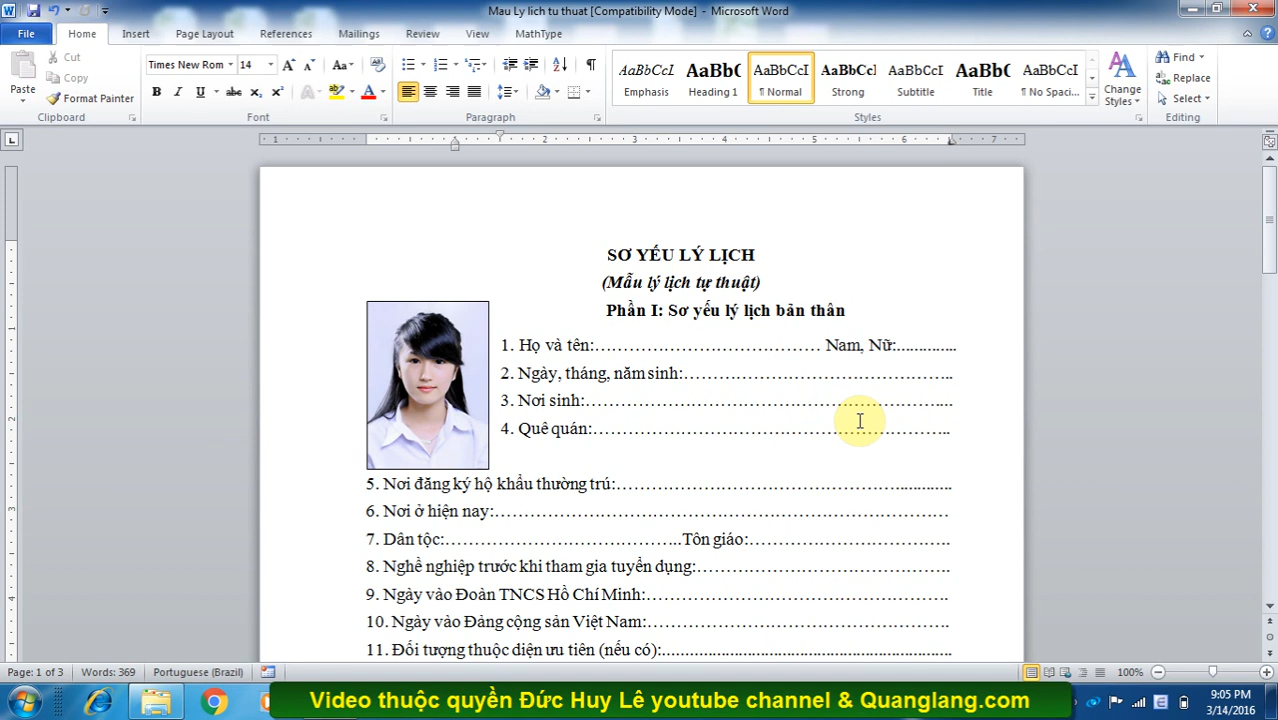 Mau Ly lich tu thuat [Compatibility Mode] - Microsoft Word
File Home Insert Page Layout References Mailings Review View MathType
Paste
Cut
Copy
Format Painter
Clipboard
Times New Rom 14
Font
Paragraph
AaBbCcI AaBbC AaBbCcI AaBbCcl AaBbCcI AaBbC AaBbCcI
Emphasis Heading 1 ¶ Normal Strong Subtitle Title ¶ No Spaci...
Change Styles
Styles
Find
Replace
Select
Editing
SƠ YẾU LÝ LỊCH
(Mẫu lý lịch tự thuật)
Phần I: Sơ yếu lý lịch bản thân
1. Họ và tên:……………………………… Nam, Nữ:.............
2. Ngày, tháng, năm sinh:………………………………………..
3. Nơi sinh:……………………………………………………....
4. Quê quán:……………………………………………………..
5. Nơi đăng ký hộ khẩu thường trú:…………………………………………............
6. Nơi ở hiện nay:…………………………………………………………………
7. Dân tộc:…………………………………..Tôn giáo:…………………………….
8. Nghề nghiệp trước khi tham gia tuyển dụng:…………………………………….
9. Ngày vào Đoàn TNCS Hồ Chí Minh:…………………………………………….
10. Ngày vào Đảng cộng sản Việt Nam:…………………………………………….
11. Đối tượng thuộc diện ưu tiên (nếu có):................................................................
Page: 1 of 3 Words: 369 Portuguese (Brazil) 100%
Video thuộc quyền Đức Huy Lê youtube channel & Quanglang.com
9:05 PM
3/14/2016